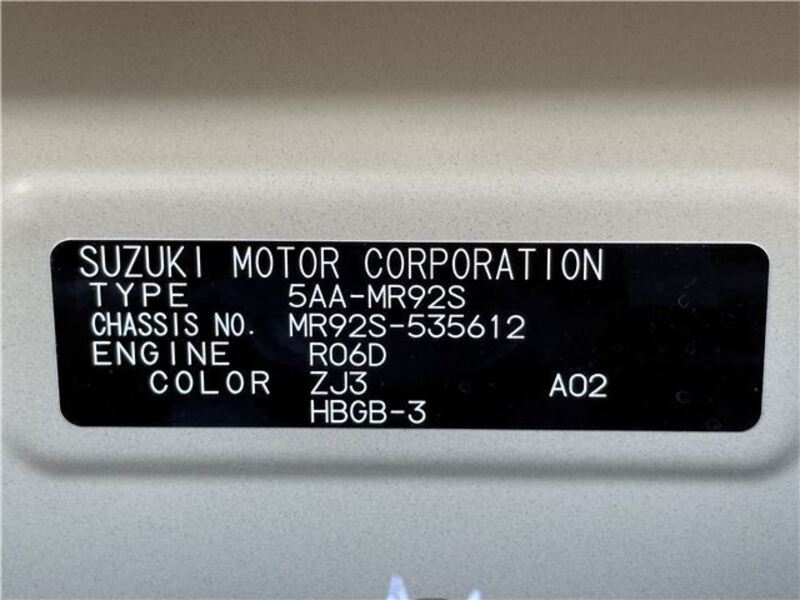 SUZUKI MOTOR CORPORATION
TYPE 5AA-MR92S
CHASSIS NO. MR92S-535612
ENGINE R06D
COLOR ZJ3 A02
HBGB-3